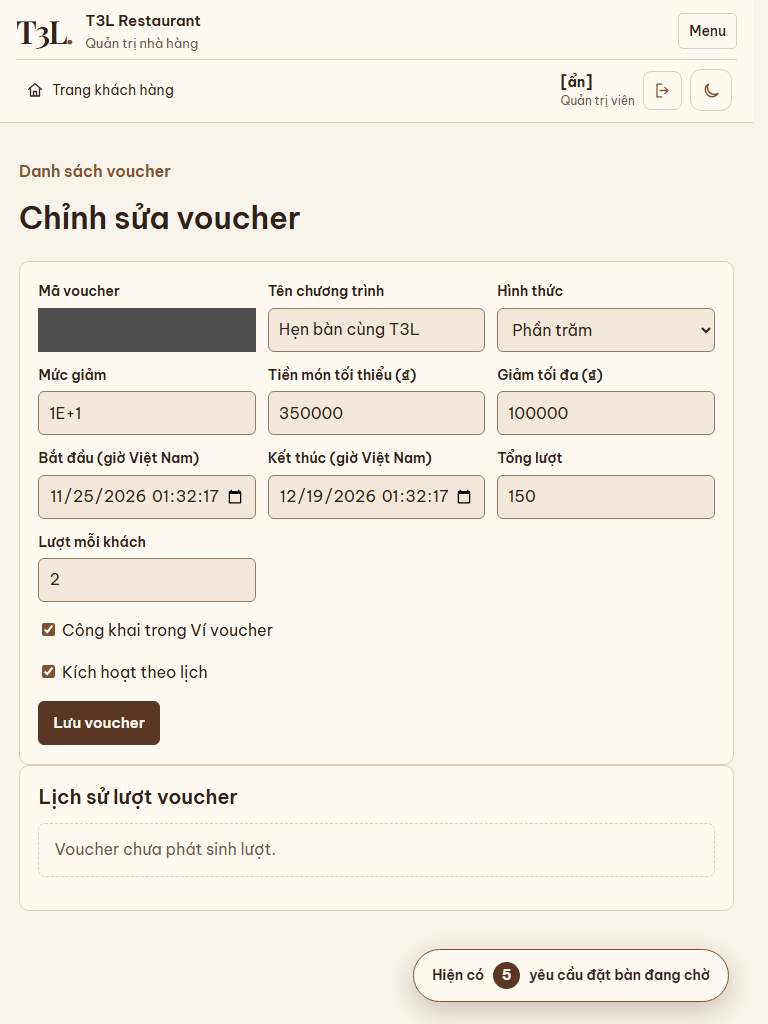 T3L.
T3L Restaurant
Quản trị nhà hàng
Menu
Trang khách hàng
[ẩn]
Quản trị viên
Danh sách voucher
Chỉnh sửa voucher
Mã voucher
Tên chương trình
Hình thức
Hẹn bàn cùng T3L
Phần trăm
Mức giảm
Tiền món tối thiểu (₫)
Giảm tối đa (₫)
1E+1
350000
100000
Bắt đầu (giờ Việt Nam)
Kết thúc (giờ Việt Nam)
Tổng lượt
11/25/2026 01:32:17
12/19/2026 01:32:17
150
Lượt mỗi khách
2
Công khai trong Ví voucher
Kích hoạt theo lịch
Lưu voucher
Lịch sử lượt voucher
Voucher chưa phát sinh lượt.
Hiện có 5 yêu cầu đặt bàn đang chờ